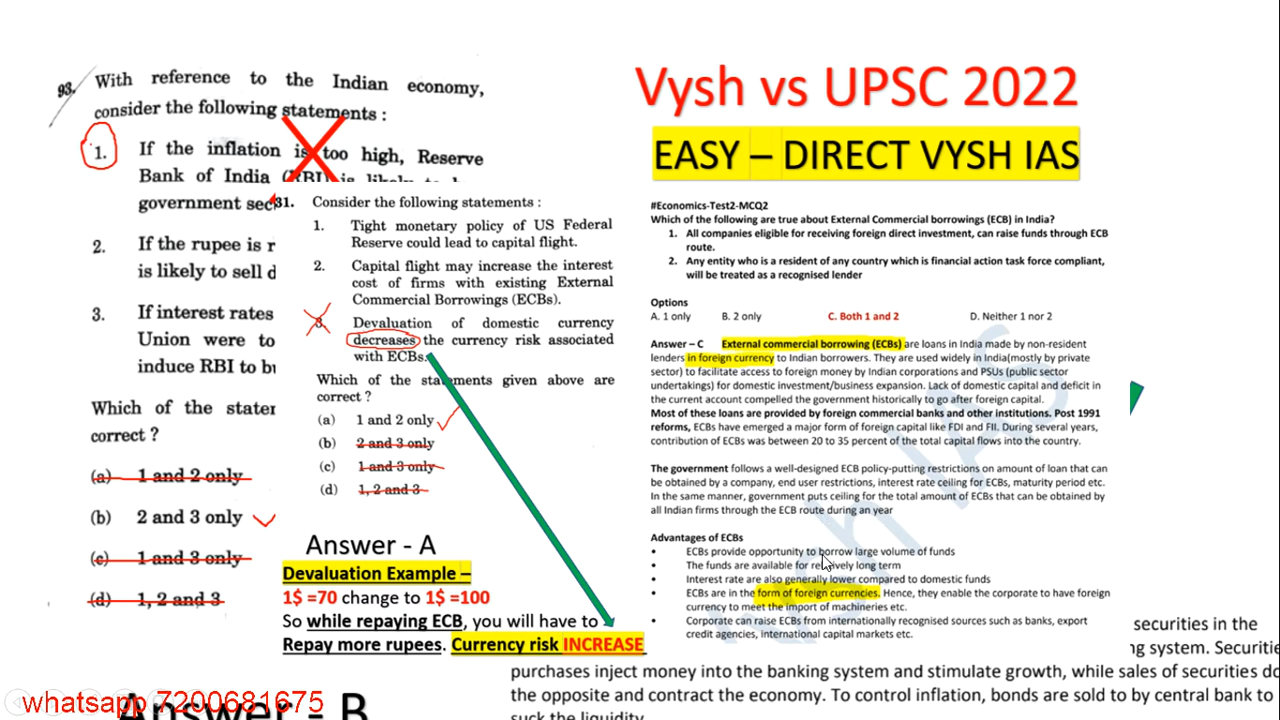 93. With reference to the Indian economy,
consider the following statements :
1. If the inflation is too high, Reserve
Bank of India (RBI) is likely to b
government sec
2. If the rupee is r
is likely to sell d
3. If interest rates
Union were to
induce RBI to bu
Which of the state
correct ?
(a) 1 and 2 only
(b) 2 and 3 only
(c) 1 and 3 only
(d) 1, 2 and 3
31. Consider the following statements :
1. Tight monetary policy of US Federal
Reserve could lead to capital flight.
2. Capital flight may increase the interest
cost of firms with existing External
Commercial Borrowings (ECBs).
3. Devaluation of domestic currency
decreases the currency risk associated
with ECBs.
Which of the statements given above are
correct ?
(a) 1 and 2 only
(b) 2 and 3 only
(c) 1 and 3 only
(d) 1, 2 and 3
Answer - A
Devaluation Example –
1$ =70 change to 1$ =100
So while repaying ECB, you will have to
Repay more rupees. Currency risk INCREASE
Vysh vs UPSC 2022
EASY – DIRECT VYSH IAS
#Economics-Test2-MCQ2
Which of the following are true about External Commercial borrowings (ECB) in India?
1. All companies eligible for receiving foreign direct investment, can raise funds through ECB
route.
2. Any entity who is a resident of any country which is financial action task force compliant,
will be treated as a recognised lender
Options
A. 1 only B. 2 only C. Both 1 and 2 D. Neither 1 nor 2
Answer – C External commercial borrowing (ECBs) are loans in India made by non-resident
lenders in foreign currency to Indian borrowers. They are used widely in India(mostly by private
sector) to facilitate access to foreign money by Indian corporations and PSUs (public sector
undertakings) for domestic investment/business expansion. Lack of domestic capital and deficit in
the current account compelled the government historically to go after foreign capital.
Most of these loans are provided by foreign commercial banks and other institutions. Post 1991
reforms, ECBs have emerged a major form of foreign capital like FDI and FII. During several years,
contribution of ECBs was between 20 to 35 percent of the total capital flows into the country.
The government follows a well-designed ECB policy-putting restrictions on amount of loan that can
be obtained by a company, end user restrictions, interest rate ceiling for ECBs, maturity period etc.
In the same manner, government puts ceiling for the total amount of ECBs that can be obtained by
all Indian firms through the ECB route during an year
Advantages of ECBs
• ECBs provide opportunity to borrow large volume of funds
• The funds are available for relatively long term
• Interest rate are also generally lower compared to domestic funds
• ECBs are in the form of foreign currencies. Hence, they enable the corporate to have foreign
currency to meet the import of machineries etc.
• Corporate can raise ECBs from internationally recognised sources such as banks, export
credit agencies, international capital markets etc.
securities in the
ng system. Securitie
purchases inject money into the banking system and stimulate growth, while sales of securities do
the opposite and contract the economy. To control inflation, bonds are sold to by central bank to
suck the liquidity.
whatsapp 7200681675
Answer - B